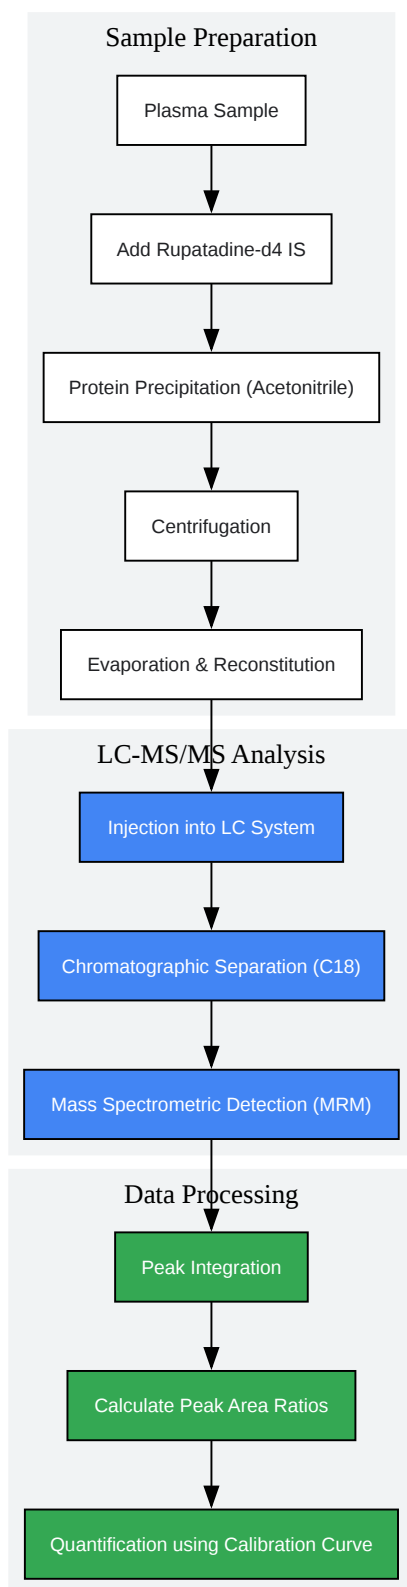 Sample Preparation
Plasma Sample
Add Rupatadine-d4 IS
Protein Precipitation (Acetonitrile)
Centrifugation
Evaporation & Reconstitution
LC-MS/MS Analysis
Injection into LC System
Chromatographic Separation (C18)
Mass Spectrometric Detection (MRM)
Data Processing
Peak Integration
Calculate Peak Area Ratios
Quantification using Calibration Curve